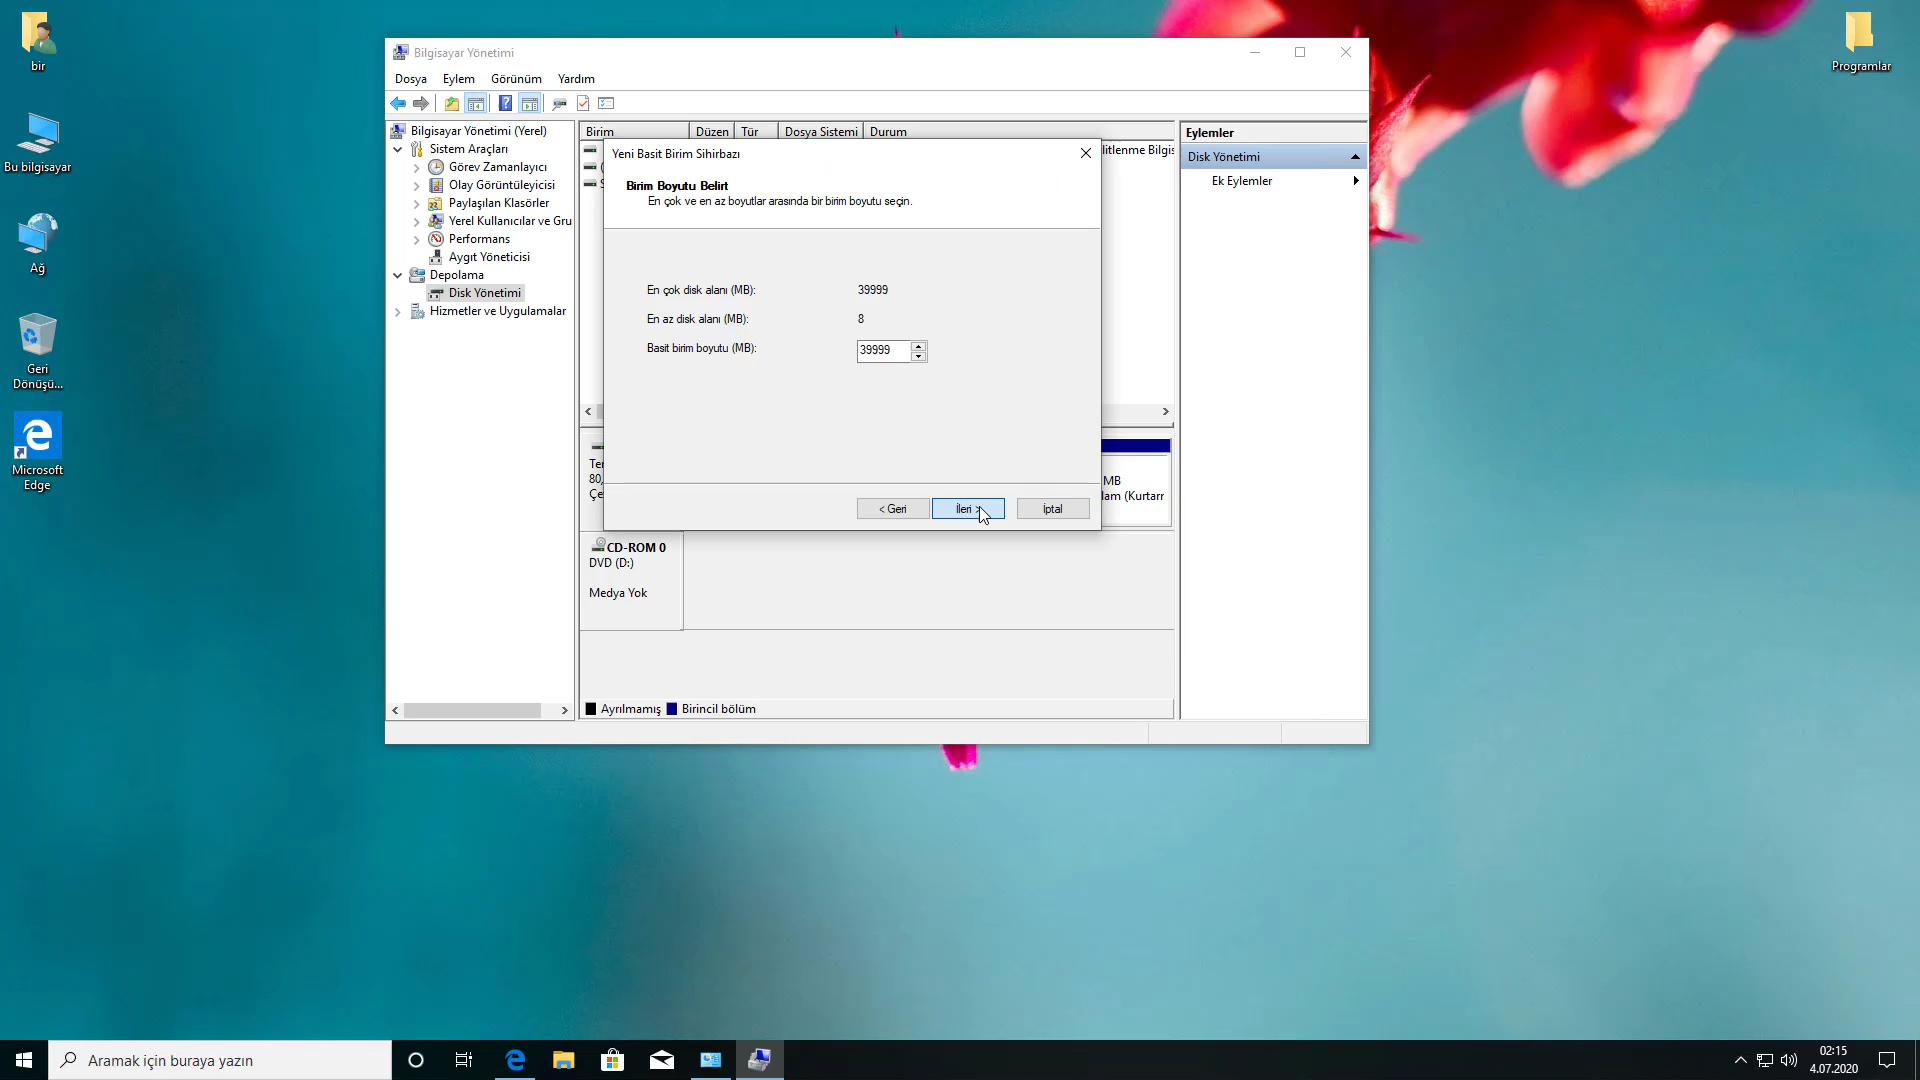 bir
Bu bilgisayar
Ağ
Geri
Dönüşü...
Microsoft
Edge
Programlar
Bilgisayar Yönetimi
Dosya Eylem Görünüm Yardım
Bilgisayar Yönetimi (Yerel)
Sistem Araçları
Görev Zamanlayıcı
Olay Görüntüleyicisi
Paylaşılan Klasörler
Yerel Kullanıcılar ve Gru
Performans
Aygıt Yöneticisi
Depolama
Disk Yönetimi
Hizmetler ve Uygulamalar
Birim Düzen Tür Dosya Sistemi Durum
Yeni Basit Birim Sihirbazı
Birim Boyutu Belirt
En çok ve en az boyutlar arasında bir birim boyutu seçin.
En çok disk alanı (MB): 39999
En az disk alanı (MB): 8
Basit birim boyutu (MB): 39999
< Geri İleri > İptal
MB
CD-ROM 0
DVD (D:)
Medya Yok
Ayrılmamış Birincil bölüm
Eylemler
Disk Yönetimi
Ek Eylemler
Aramak için buraya yazın
02:15
4.07.2020